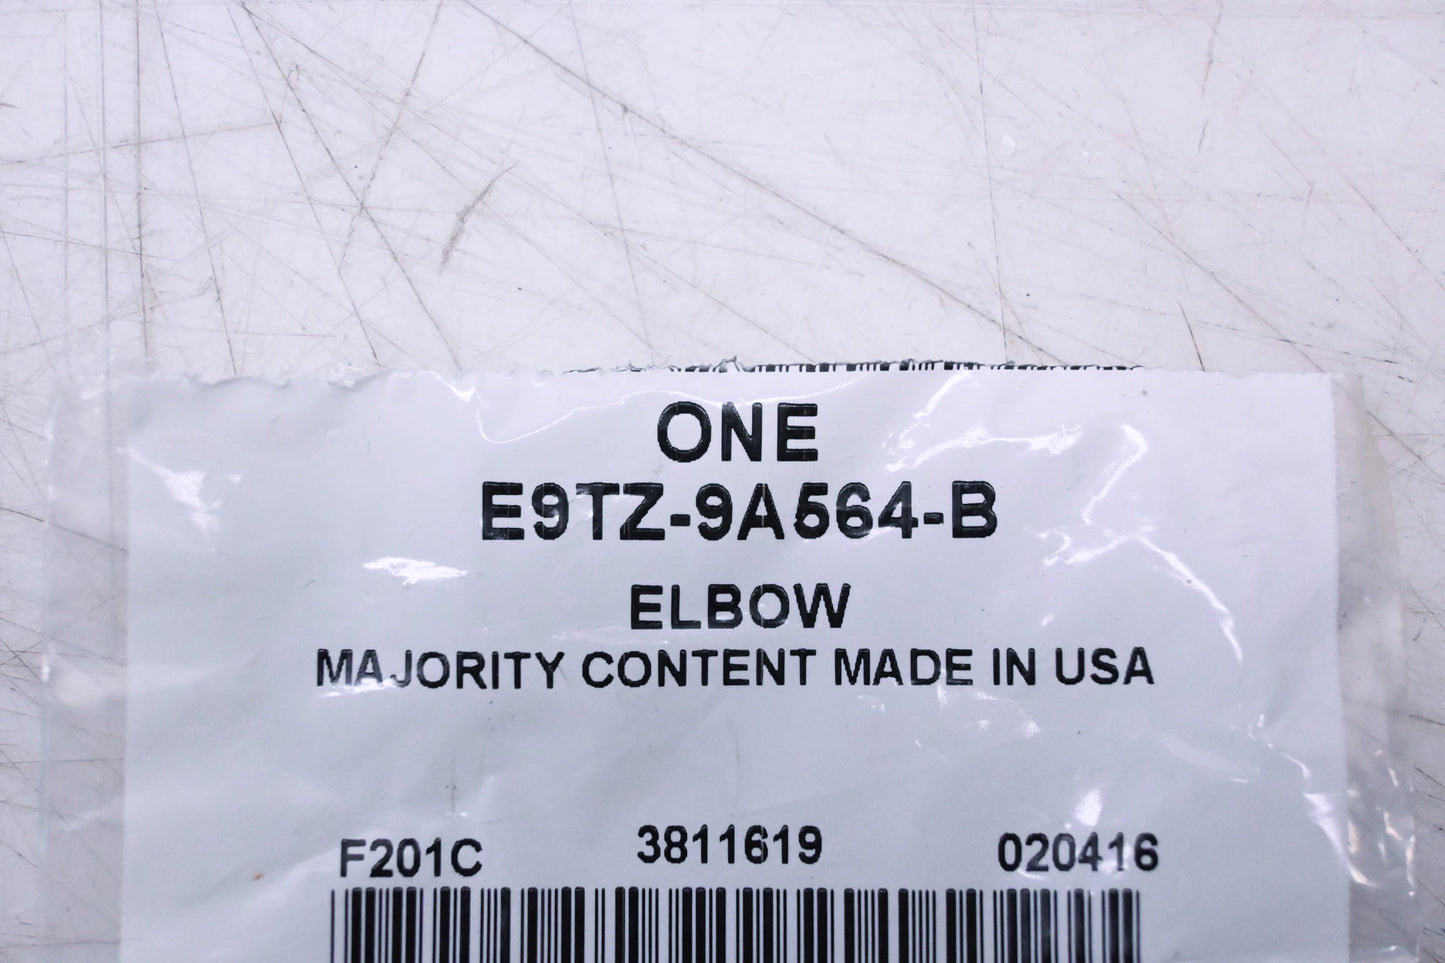 ONE
E9TZ-9A564-B
ELBOW
MAJORITY CONTENT MADE IN USA
F201C 3811619 020416